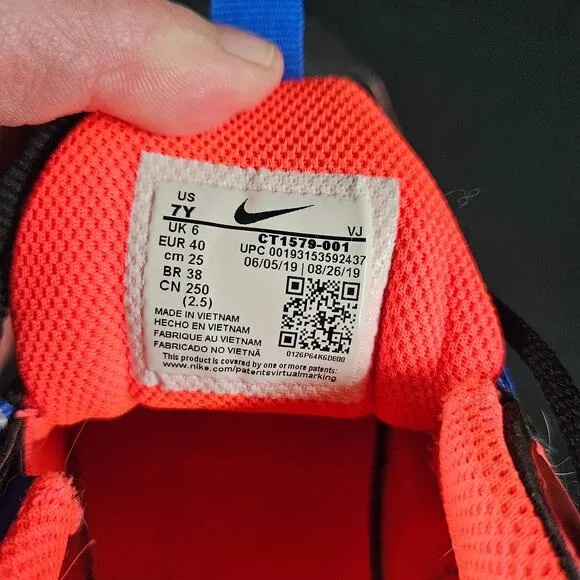 US
7Y VJ
UK 6 CT1579-001
EUR 40 UPC 00193153592437
cm 25 06/05/19 | 08/26/19
BR 38
CN 250
(2.5)
MADE IN VIETNAM
HECHO EN VIETNAM
FABRIQUE AU VIETNAM
FABRICADO NO VIETNÃ
0126P64K6D800
This product is covered by one or more patents:
www.nike.com/patentsvirtualmarking